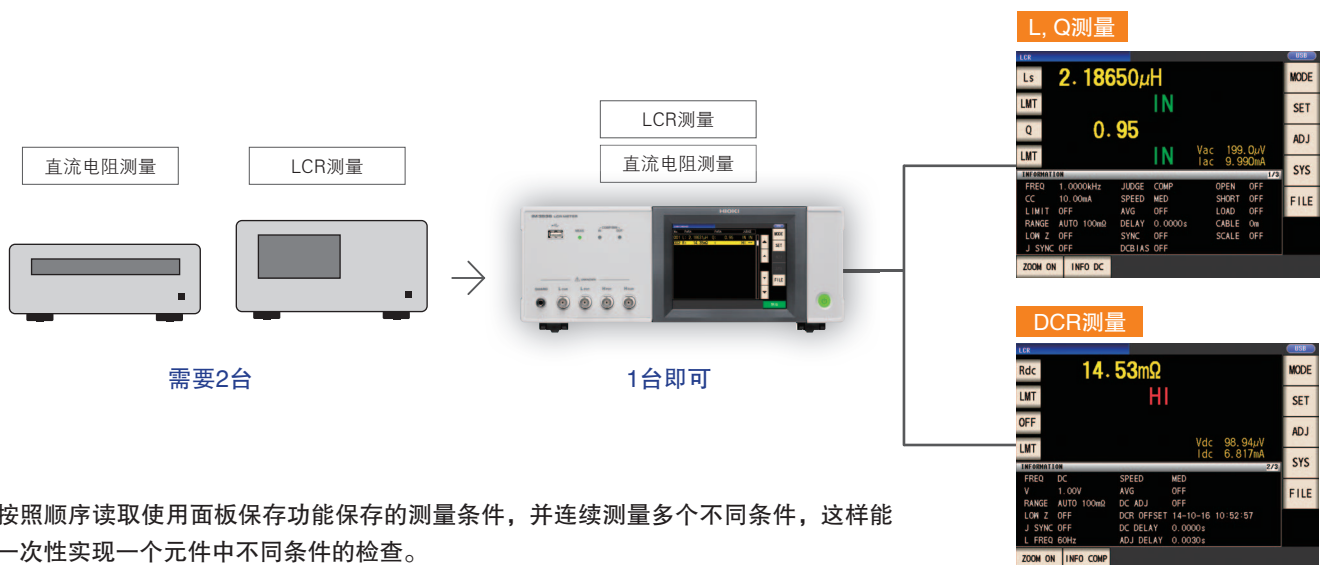 直流电阻测量
LCR测量
需要2台
LCR测量
直流电阻测量
HIOKI
1台即可
L, Q测量
LCR
USB
Ls 2.18650μH
LMT IN
Q 0.95
LMT IN
Vac 199.0μV
Iac 9.990mA
INFORMATION 1/3
FREQ 1.0000kHz JUDGE COMP OPEN OFF
CC 10.00mA SPEED MED SHORT OFF
LIMIT OFF AVG OFF LOAD OFF
RANGE AUTO 100mΩ DELAY 0.0000s CABLE 0m
LOW Z OFF SYNC OFF SCALE OFF
J SYNC OFF DCBIAS OFF
ZOOM ON INFO DC
MODE
SET
ADJ
SYS
FILE
DCR测量
LCR
USB
Rdc 14.53mΩ
LMT HI
OFF
LMT
Vdc 98.94μV
Idc 6.817mA
INFORMATION 2/3
FREQ DC SPEED MED
V 1.00V AVG OFF
RANGE AUTO 100mΩ DC ADJ OFF
LOW Z OFF DCR OFFSET 14-10-16 10:52:57
J SYNC OFF DC DELAY 0.0000s
L FREQ 60Hz ADJ DELAY 0.0030s
ZOOM ON INFO COMP
MODE
SET
ADJ
SYS
FILE
按照顺序读取使用面板保存功能保存的测量条件，并连续测量多个不同条件，这样能
一次性实现一个元件中不同条件的检查。